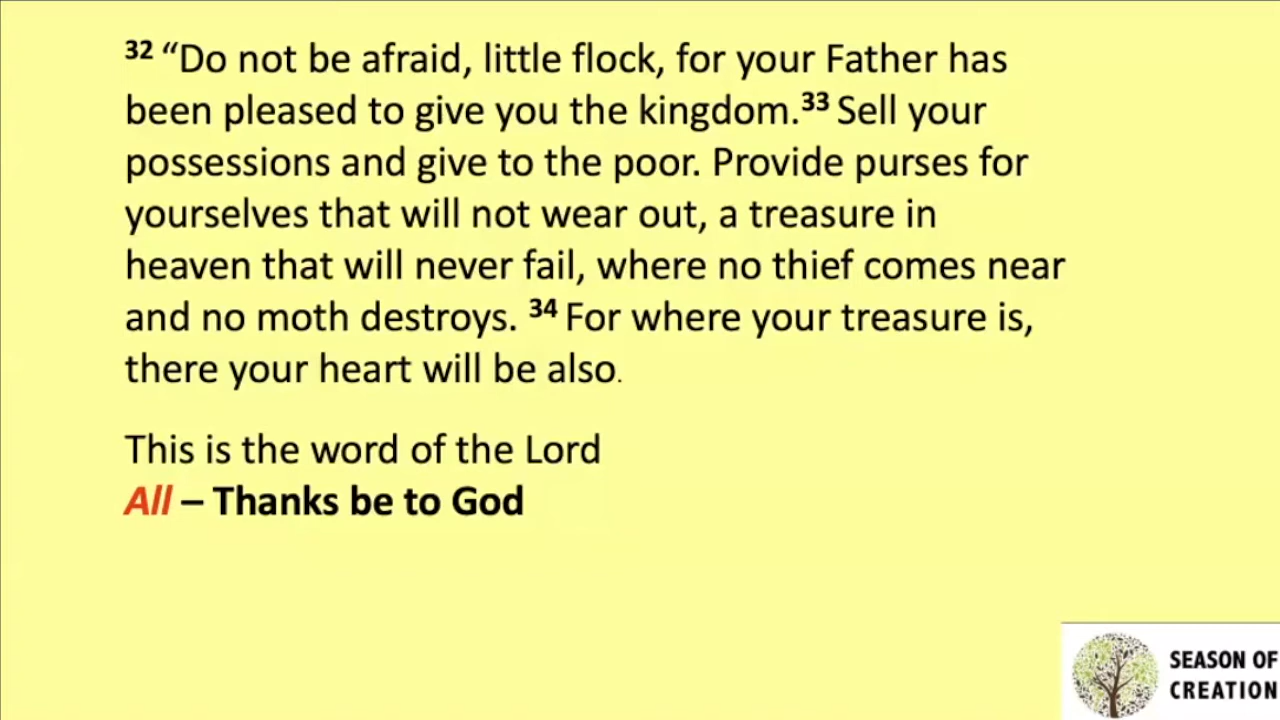 32 “Do not be afraid, little flock, for your Father has
been pleased to give you the kingdom.33 Sell your
possessions and give to the poor. Provide purses for
yourselves that will not wear out, a treasure in
heaven that will never fail, where no thief comes near
and no moth destroys. 34 For where your treasure is,
there your heart will be also.
This is the word of the Lord
All – Thanks be to God
SEASON OF
CREATION